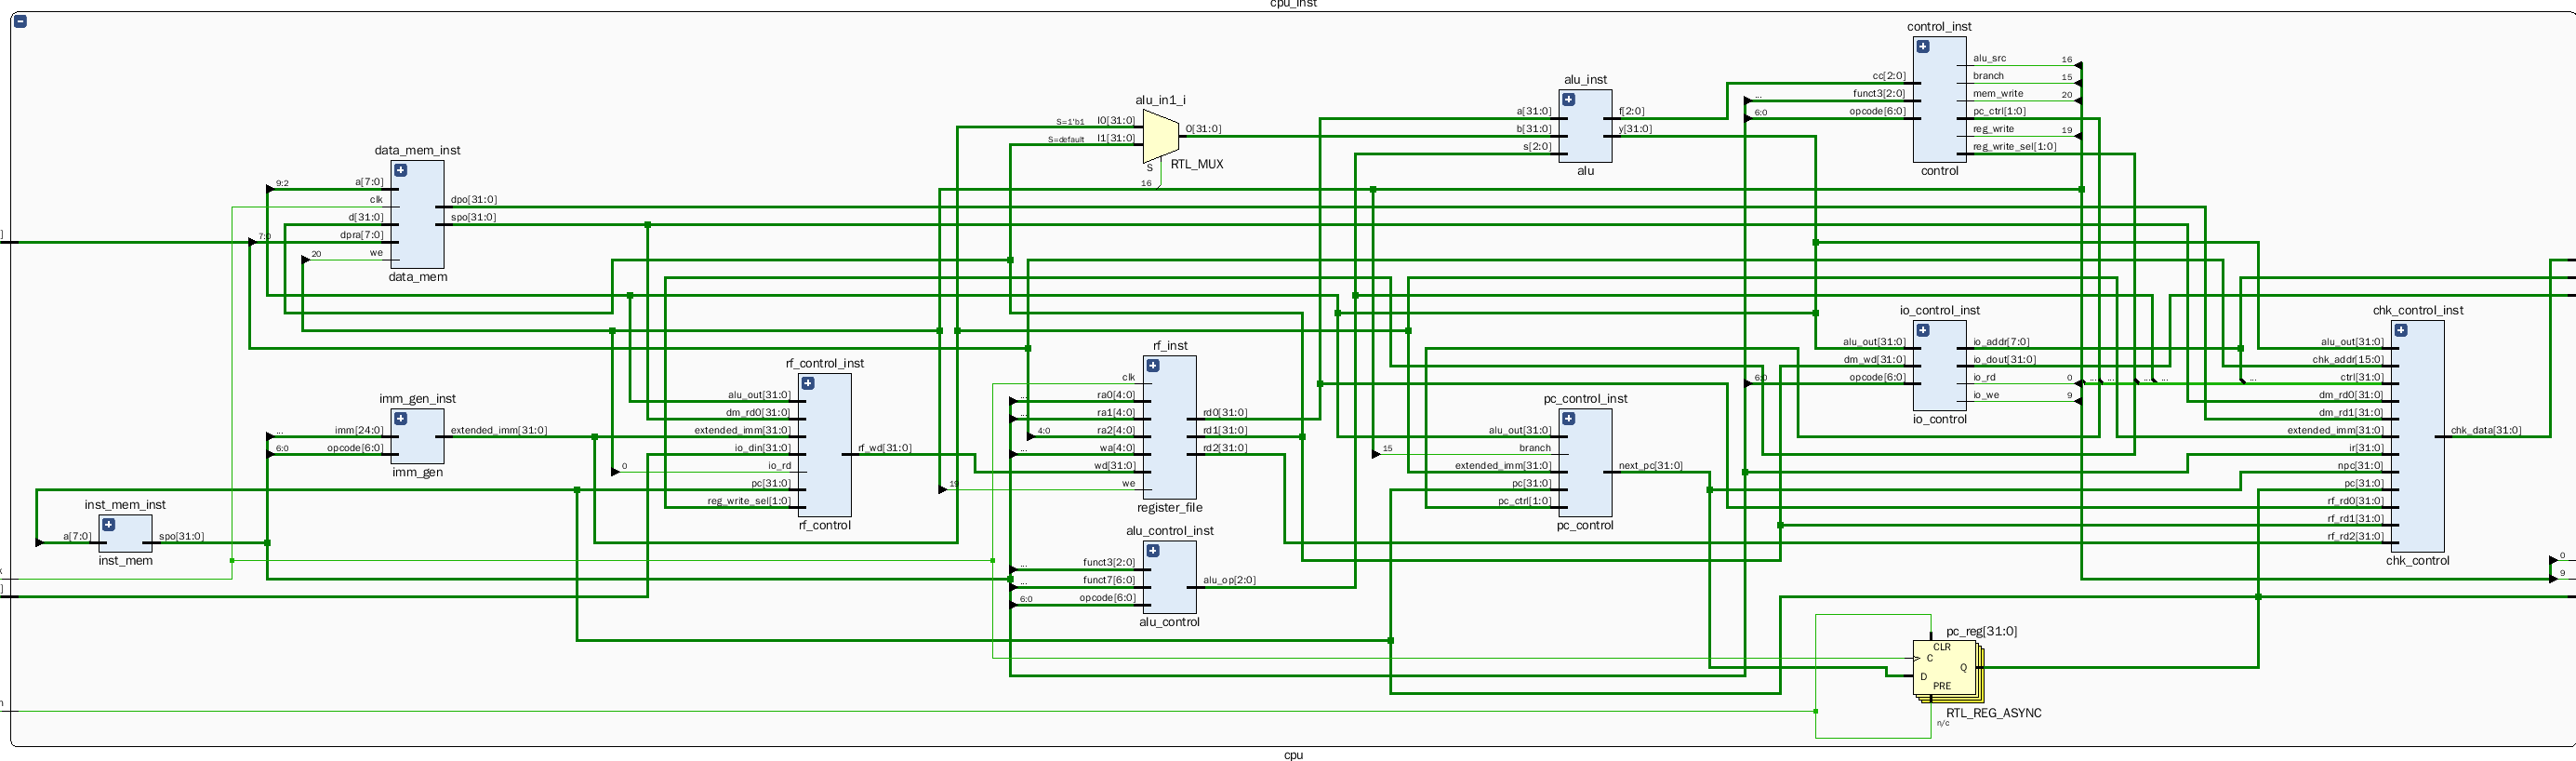 cpu_inst
control_inst
alu_src 16
cc[2:0] branch 15
... funct3[2:0] mem_write 20
6:0 opcode[6:0] pc_ctrl[1:0]
reg_write 19
reg_write_sel[1:0]
control
alu_inst
a[31:0] f[2:0]
b[31:0] y[31:0]
s[2:0]
alu
alu_in1_i
S=1'b1 I0[31:0] O[31:0]
S=default I1[31:0]
S RTL_MUX
16
data_mem_inst
9:2 a[7:0] dpo[31:0]
clk spo[31:0]
d[31:0]
] 7:0 dpra[7:0]
20 we
data_mem
io_control_inst
alu_out[31:0] io_addr[7:0]
dm_wd[31:0] io_dout[31:0]
6:0 opcode[6:0] io_rd 0
io_we 9
io_control
... ... ... ...
chk_control_inst
alu_out[31:0]
chk_addr[15:0]
ctrl[31:0]
dm_rd0[31:0]
dm_rd1[31:0]
extended_imm[31:0] chk_data[31:0]
ir[31:0]
npc[31:0]
pc[31:0]
rf_rd0[31:0]
rf_rd1[31:0]
rf_rd2[31:0]
chk_control
0
9
rf_inst
clk
... ra0[4:0]
... ra1[4:0] rd0[31:0]
4:0 ra2[4:0] rd1[31:0]
... wa[4:0] rd2[31:0]
wd[31:0]
19 we
register_file
rf_control_inst
alu_out[31:0]
dm_rd0[31:0]
extended_imm[31:0]
io_din[31:0] rf_wd[31:0]
0 io_rd
pc[31:0]
reg_write_sel[1:0]
rf_control
imm_gen_inst
... imm[24:0] extended_imm[31:0]
6:0 opcode[6:0]
imm_gen
pc_control_inst
alu_out[31:0]
15 branch
extended_imm[31:0] next_pc[31:0]
pc[31:0]
pc_ctrl[1:0]
pc_control
inst_mem_inst
a[7:0] spo[31:0]
inst_mem
alu_control_inst
... funct3[2:0]
... funct7[6:0] alu_op[2:0]
6:0 opcode[6:0]
alu_control
k
]
pc_reg[31:0]
CLR
C
Q
D
PRE
RTL_REG_ASYNC
n/c
n
cpu